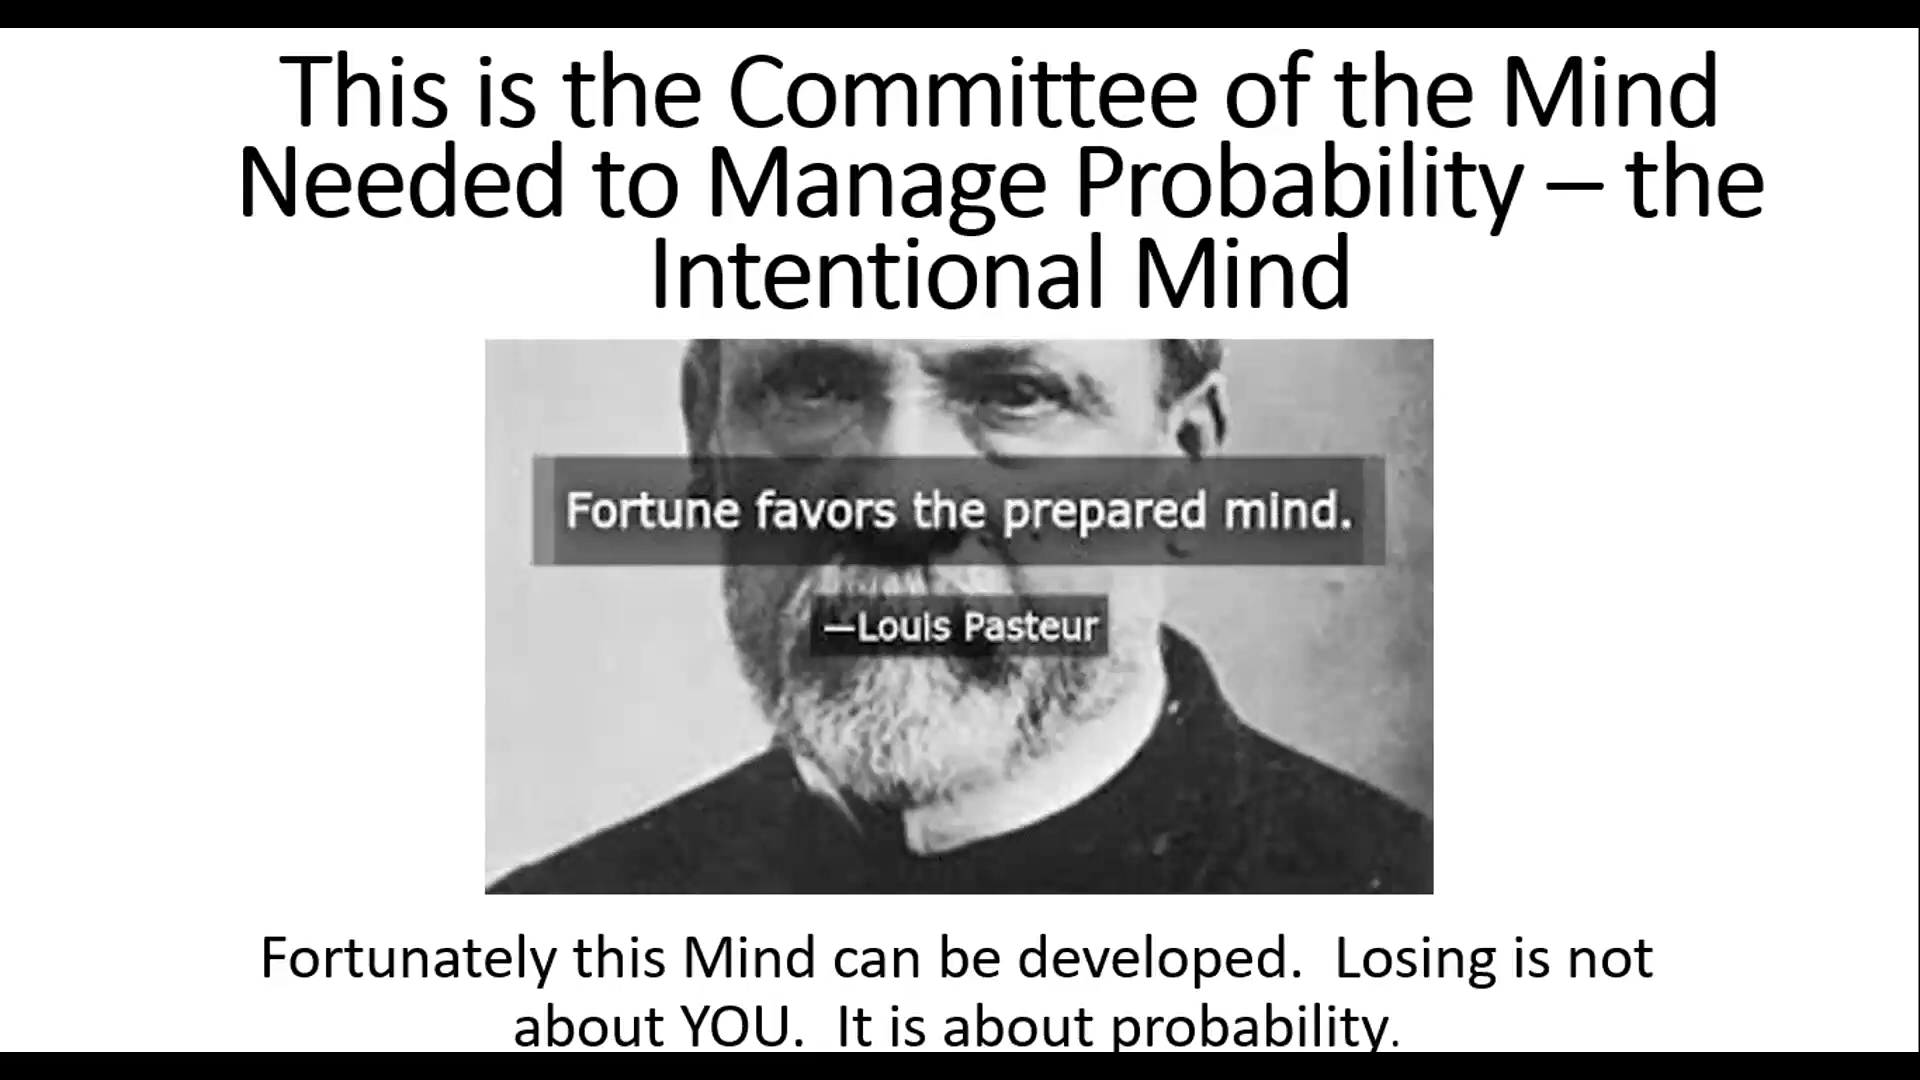 This is the Committee of the Mind
Needed to Manage Probability – the
Intentional Mind
Fortune favors the prepared mind.
—Louis Pasteur
Fortunately this Mind can be developed.  Losing is not
about YOU.  It is about probability.